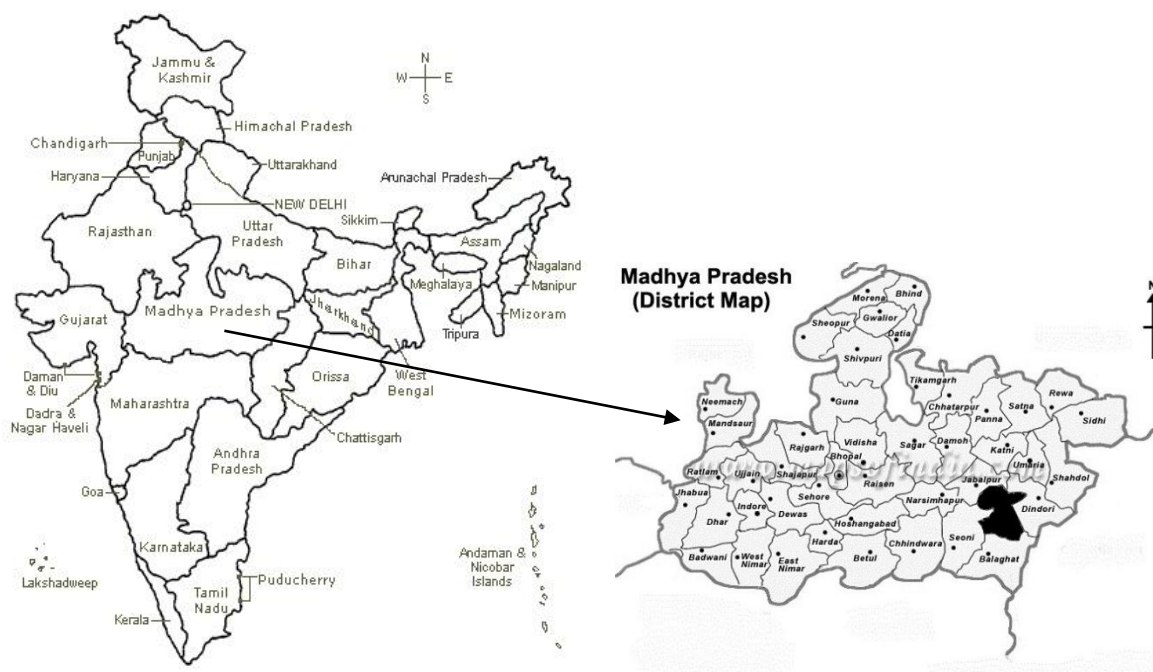 Jammu &
Kashmir
N
W E
S
Himachal Pradesh
Chandigarh
Punjab
Uttarakhand
Haryana
Arunachal Pradesh
NEW DELHI
Sikkim
Rajasthan
Uttar
Pradesh
Assam
Bihar
Nagaland
Meghalaya
Manipur
Jharkhand
Mizoram
Tripura
Gujarat
Madhya Pradesh
Daman
& Diu
Dadra &
Nagar Haveli
Maharashtra
Orissa
West
Bengal
Chattisgarh
Andhra
Pradesh
Goa
Karnataka
Lakshadweep
Andaman &
Nicobar
Islands
Tamil
Nadu
Puducherry
Kerala
Madhya Pradesh
(District Map)
N
Morena
Bhind
Gwalior
Sheopur
Datia
Shivpuri
Tikamgarh
Neemach
Guna
Chhatarpur
Rewa
Panna
Satna
Sidhi
Mandsaur
Rajgarh
Vidisha
Sagar
Damoh
Katni
Bhopal
Umaria
Ratlam
Ujjain
Shajapur
Raisen
Jabalpur
Shahdol
Jhabua
Sehore
Narsimhapur
Dindori
Indore
Dewas
Dhar
Hoshangabad
Harda
Seoni
Badwani
West
Nimar
East
Nimar
Betul
Chhindwara
Balaghat